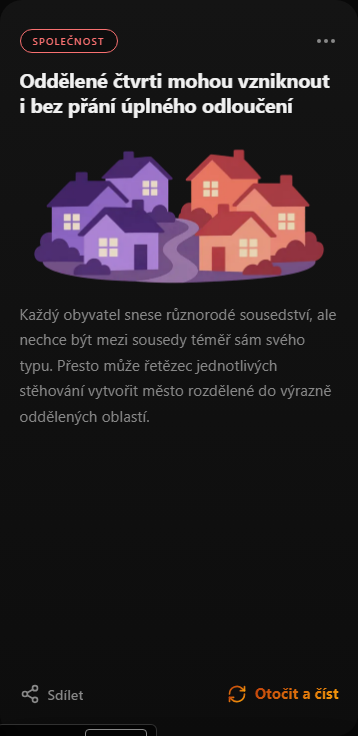 SPOLEČNOST
Oddělené čtvrti mohou vzniknout
i bez přání úplného odloučení
Každý obyvatel snese různorodé sousedství, ale
nechce být mezi sousedy téměř sám svého
typu. Přesto může řetězec jednotlivých
stěhování vytvořit město rozdělené do výrazně
oddělených oblastí.
Sdílet
Otočit a číst